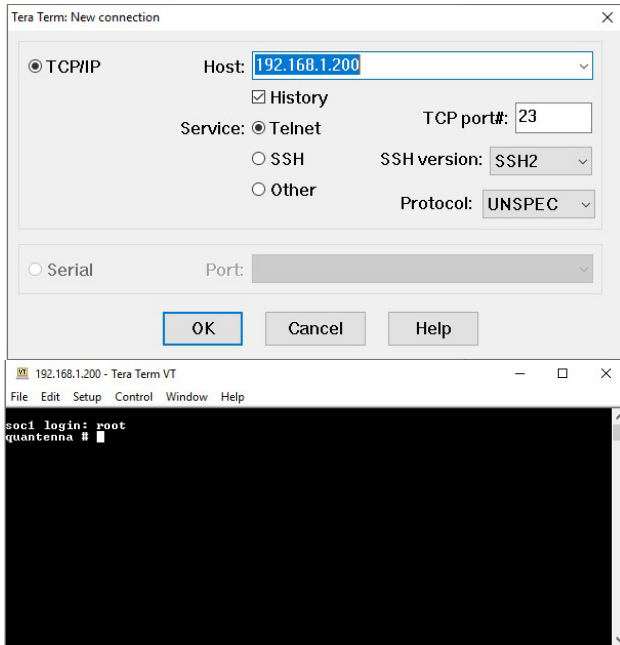 Tera Term: New connection
TCP/IP
Host: 192.168.1.200
History
Service: Telnet
TCP port#: 23
SSH
SSH version: SSH2
Other
Protocol: UNSPEC
Serial
Port:
OK Cancel Help
VT 192.168.1.200 - Tera Term VT
File Edit Setup Control Window Help
soc1 login: root
quantenna #